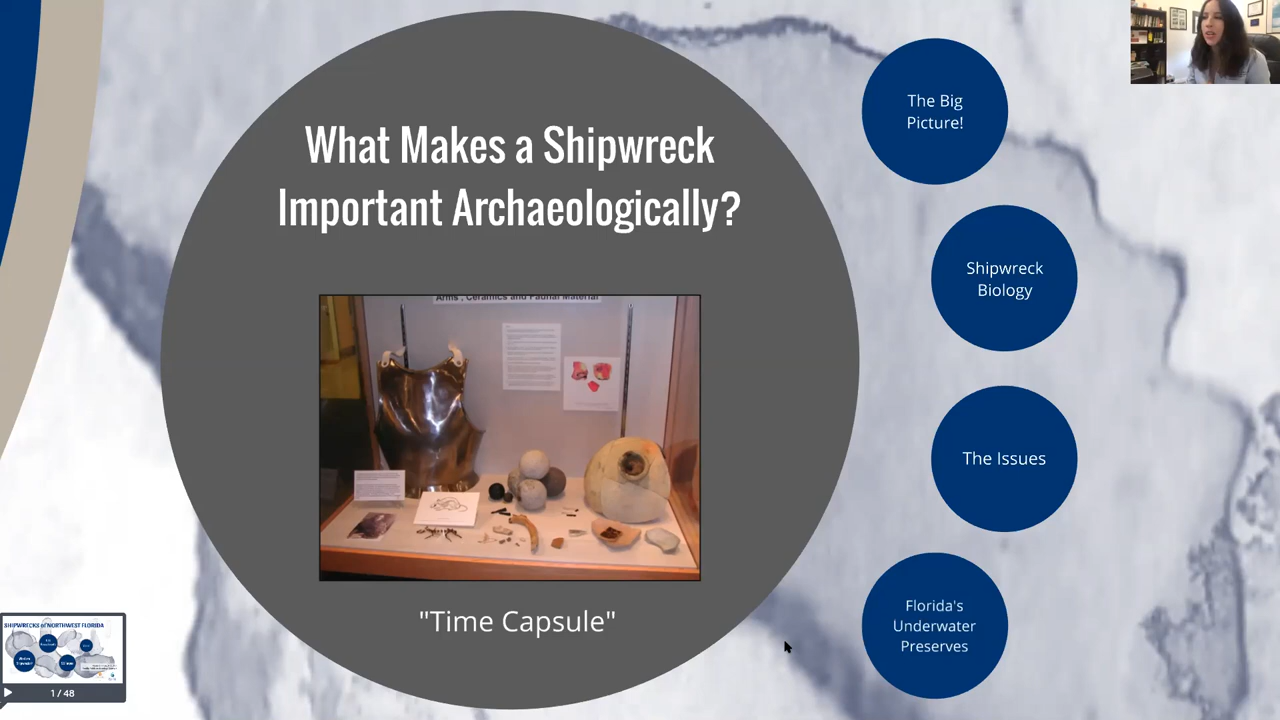 What Makes a Shipwreck
Important Archaeologically?
Arms , Ceramics and Faunal Material
"Time Capsule"
The Big
Picture!
Shipwreck
Biology
The Issues
Florida's
Underwater
Preserves
SHIPWRECKS of NORTHWEST FLORIDA
1 / 48